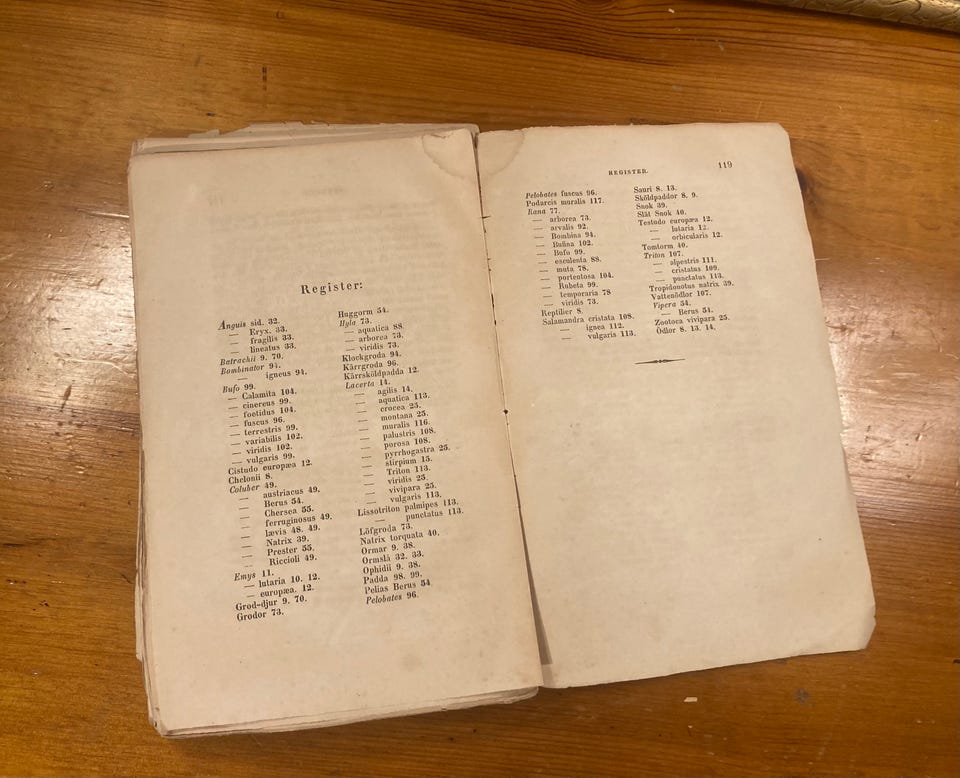 Register:
Anguis sid. 32.
— Eryx. 33.
— fragilis 33.
— lineatus 33.
Batrachii 9. 70.
Bombinator 94.
— igneus 94.
Bufo 99.
— Calamita 104.
— cinereus 99.
— foetidus 104.
— fuscus 96.
— terrestris 99.
— variabilis 102.
— viridis 102.
— vulgaris 99.
Cistudo europæa 12.
Chelonii 8.
Coluber 49.
— austriacus 49.
— Berus 54.
— Chersea 55.
— ferruginosus 49.
— lævis 48. 49.
— Natrix 39.
— Prester 55.
— Riccioli 49.
Emys 11.
— lutaria 10. 12.
— europæa. 12.
Grod-djur 9. 70.
Grodor 73.
Huggorm 54.
Hyla 73.
— aquatica 88.
— arborea 73.
— viridis 73.
Klockgroda 94.
Kärrgroda 96.
Kärrsköldpadda 12.
Lacerta 14.
— agilis 14.
— aquatica 113.
— crocea 25.
— montana 25.
— muralis 116.
— palustris 108.
— porosa 108.
— pyrrhogastra 25.
— stirpium 15.
— Triton 113.
— viridis 25.
— vivipara 25.
— vulgaris 113.
Lissotriton palmipes 113.
— punctatus 113.
Löfgroda 73.
Natrix torquata 40.
Ormar 9. 38.
Ormslå 32. 33.
Ophidii 9. 38.
Padda 98. 99.
Pelias Berus 54.
Pelobates 96.
REGISTER. 119
Pelobates fuscus 96.
Podarcis muralis 117.
Rana 77.
— arborea 73.
— arvalis 92.
— Bombina 94.
— Bufina 102.
— Bufo 99.
— esculenta 88.
— muta 78.
— portentosa 104.
— Rubeta 99.
— temporaria 78
— viridis 73.
Reptilier 8.
Salamandra cristata 108.
— ignea 112.
— vulgaris 113.
Sauri 8. 13.
Sköldpaddor 8. 9.
Snok 39.
Slät Snok 40.
Testudo europæa 12.
— lutaria 12.
— orbicularis 12.
Tomtorm 40.
Triton 107.
— alpestris 111.
— cristatus 109.
— punctatus 113.
Tropidonotus natrix 39.
Vattenödlor 107.
Vipera 54.
— Berus 54.
Zootoca vivipara 25.
Ödlor 8. 13. 14.